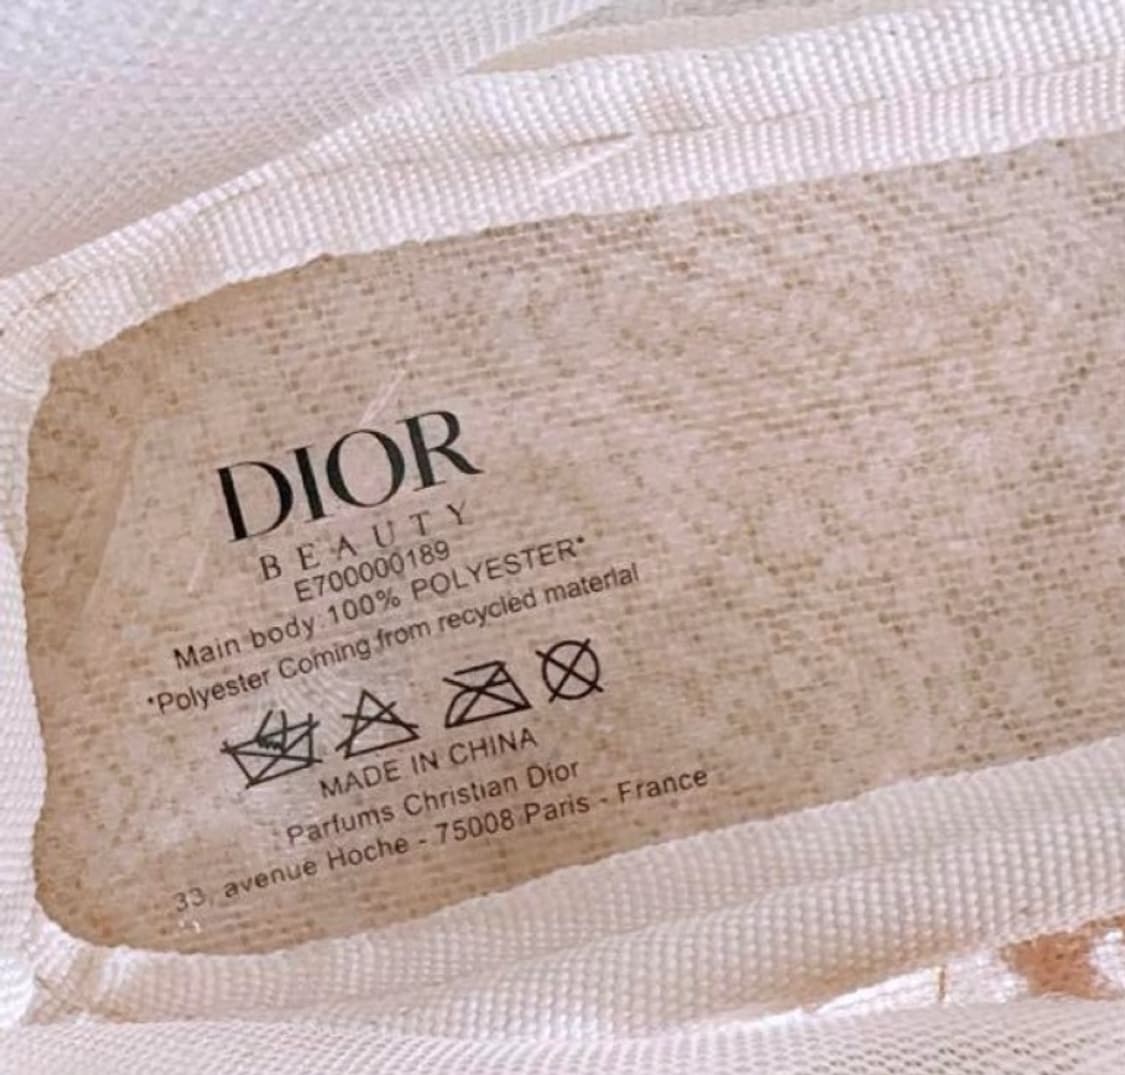 DIOR
BEAUTY
E700000189
Main body:100% POLYESTER*
*Polyester Coming from recycled material
MADE IN CHINA
Parfums Christian Dior
33, avenue Hoche - 75008 Paris - France